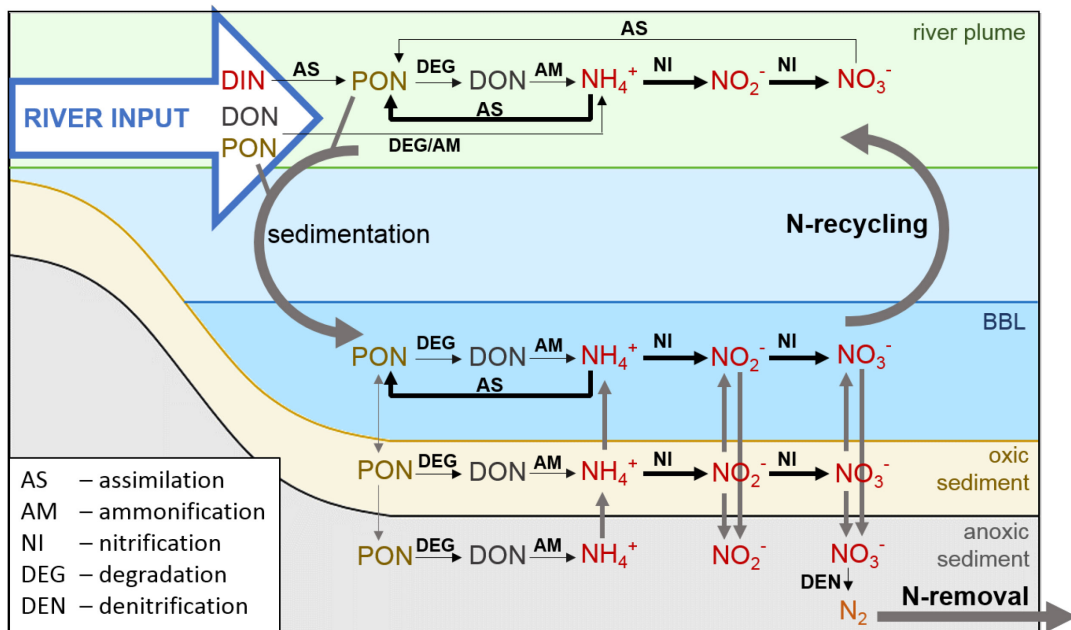 AS
river plume
DIN
AS
PON
DEG
DON
AM
NH₄⁺
NI
NO₂⁻
NI
NO₃⁻
RIVER INPUT
DON
AS
PON
DEG/AM
sedimentation
N-recycling
BBL
PON
DEG
DON
AM
NH₄⁺
NI
NO₂⁻
NI
NO₃⁻
AS
PON
DEG
DON
AM
NH₄⁺
NI
NO₂⁻
NI
NO₃⁻
oxic
sediment
PON
DEG
DON
AM
NH₄⁺
NO₂⁻
NO₃⁻
anoxic
sediment
DEN
N₂
N-removal
AS – assimilation
AM – ammonification
NI – nitrification
DEG – degradation
DEN – denitrification